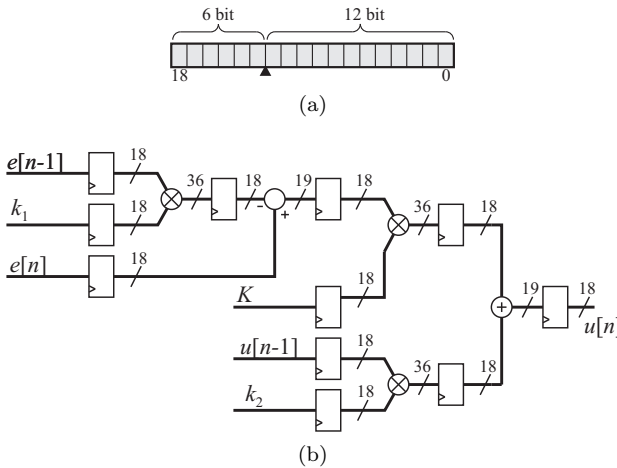 6 bit 12 bit
18 0
(a)
e[n-1] 18 36 18 19 18 36 18
k1 18
e[n] 18
- +
K 18
+ 19 18
u[n]
u[n-1] 18 36 18
k2 18
(b)